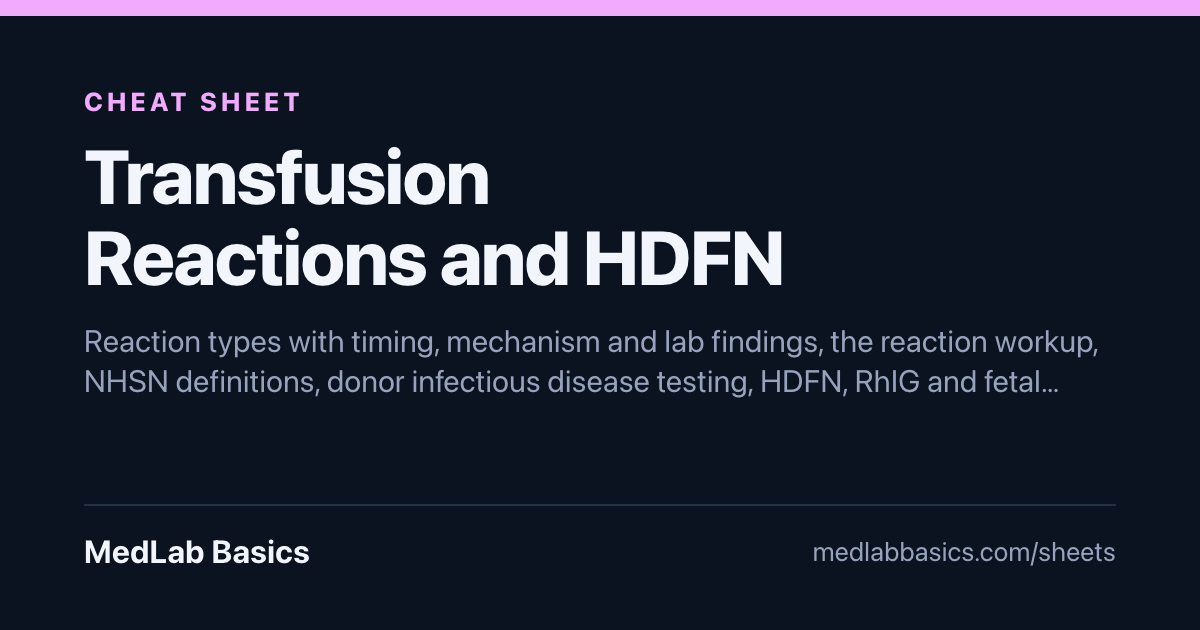 CHEAT SHEET
Transfusion
Reactions and HDFN
Reaction types with timing, mechanism and lab findings, the reaction workup,
NHSN definitions, donor infectious disease testing, HDFN, RhIG and fetal…
MedLab Basics
medlabbasics.com/sheets